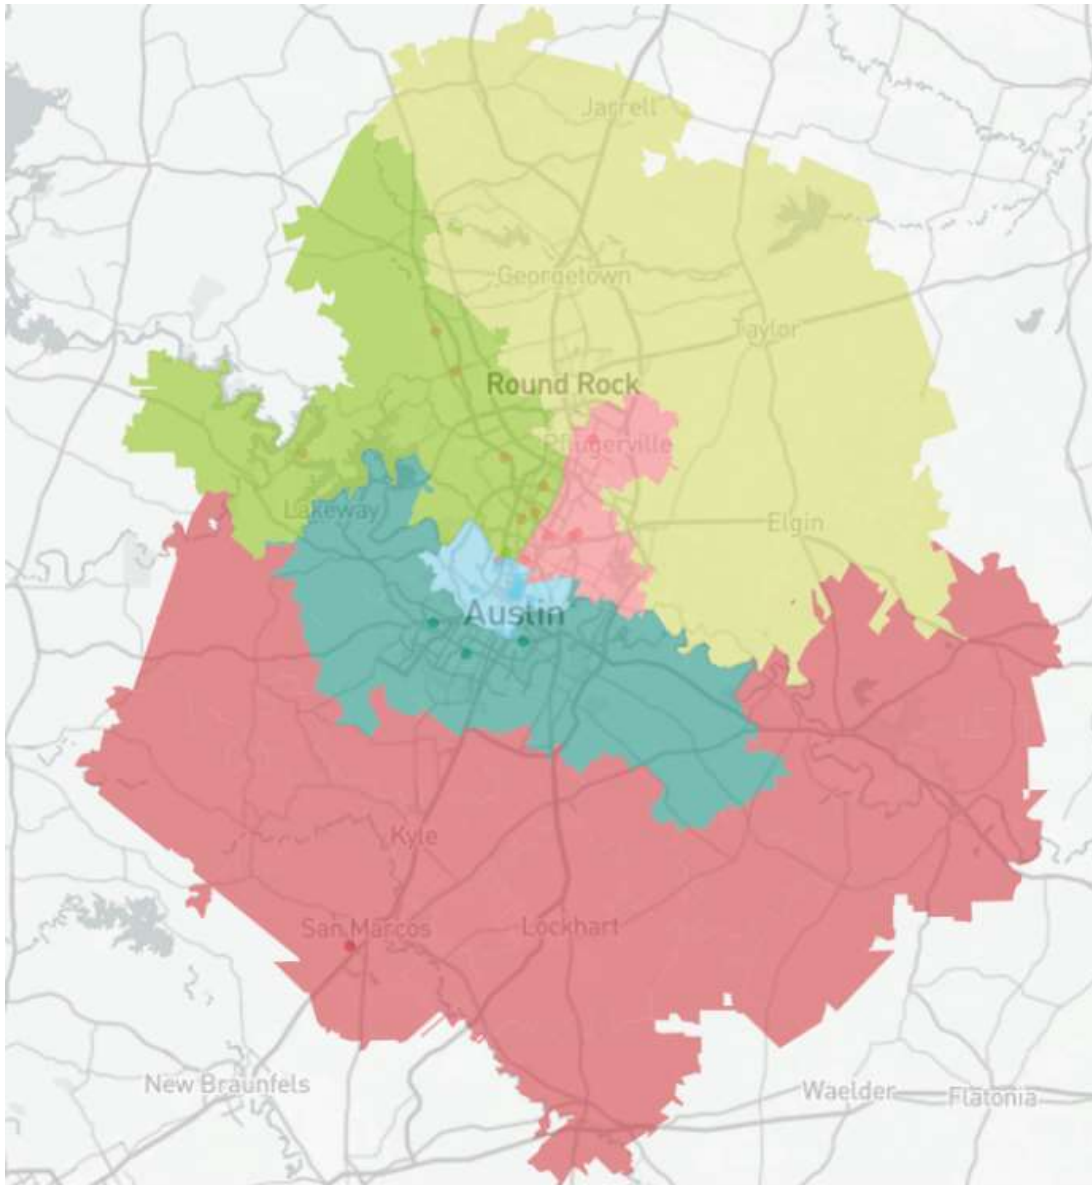 Jarrell
Georgetown
Taylor
Round Rock
Pflugerville
Lakeway
Elgin
Austin
Kyle
San Marcos
Lockhart
New Braunfels
Waelder
Flatonia